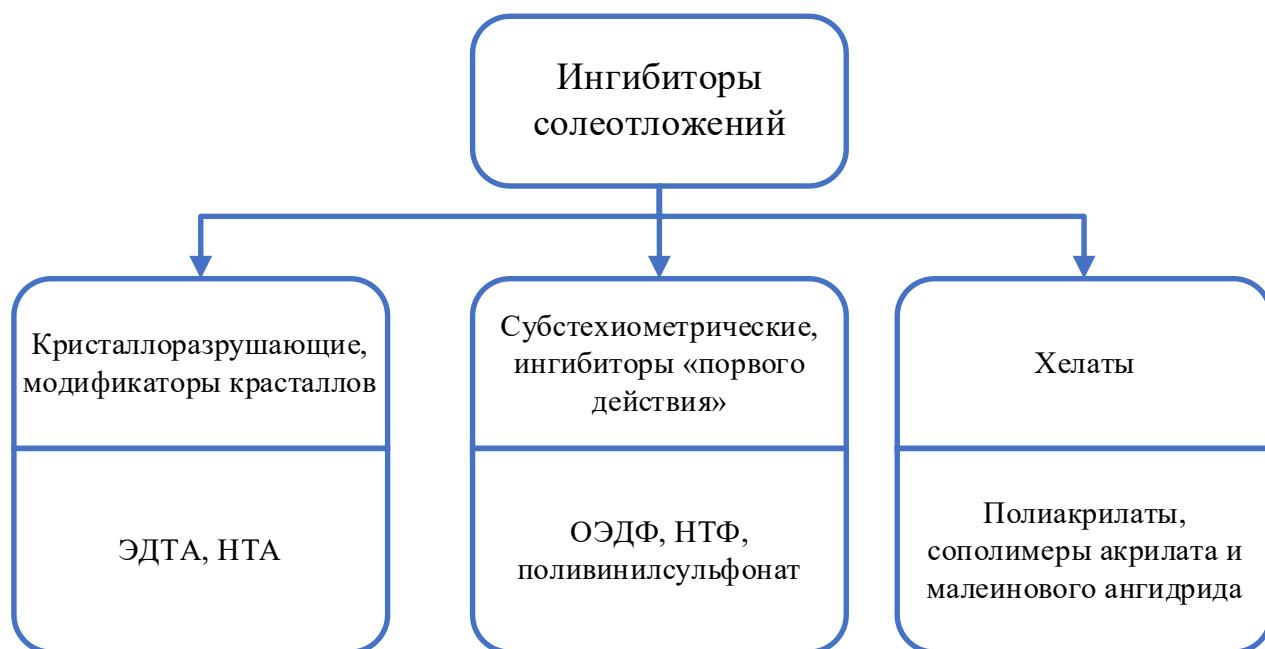 Ингибиторы
солеотложений
Кристаллоразрушающие,
модификаторы красталлов
Субстехиометрические,
ингибиторы «порвого
действия»
Хелаты
ЭДТА, НТА
ОЭДФ, НТФ,
поливинилсульфонат
Полиакрилаты,
сополимеры акрилата и
малеинового ангидрида